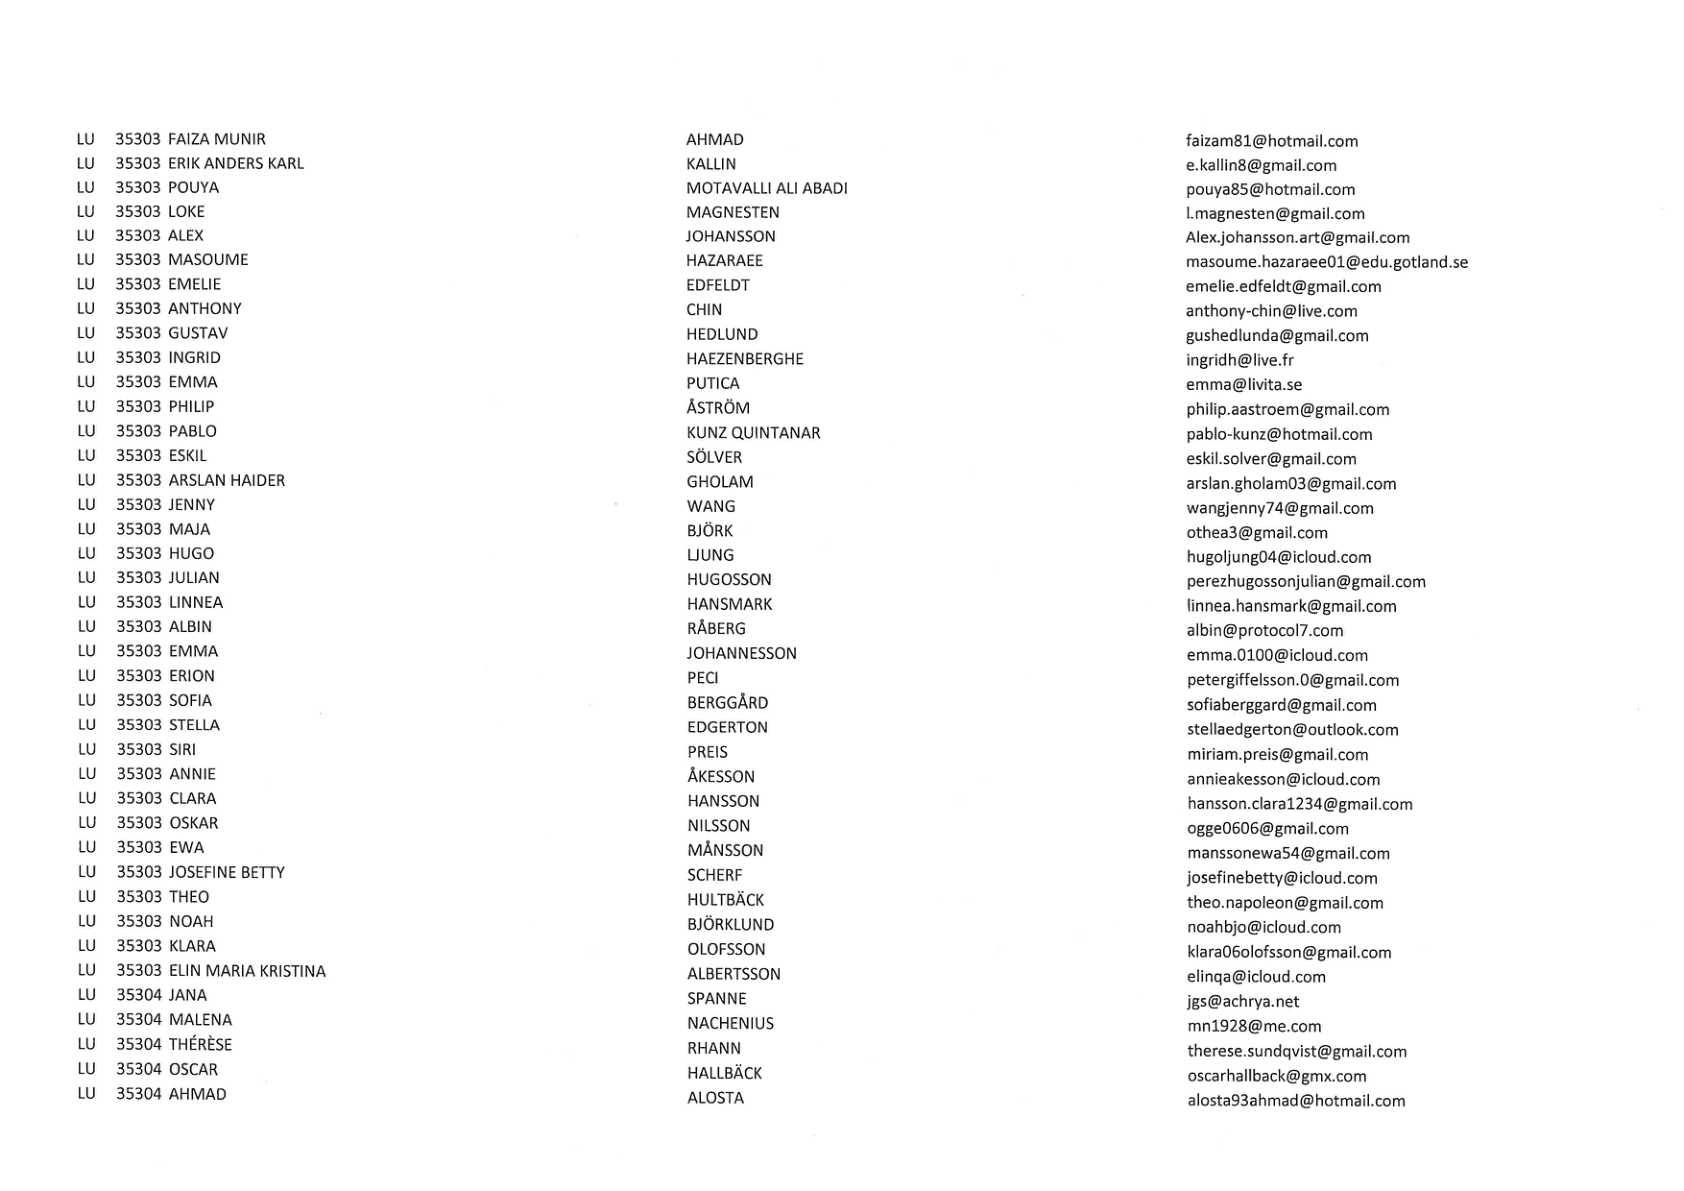 LU 35303 FAIZA MUNIR AHMAD faizam81@hotmail.com
LU 35303 ERIK ANDERS KARL KALLIN e.kallin8@gmail.com
LU 35303 POUYA MOTAVALLI ALI ABADI pouya85@hotmail.com
LU 35303 LOKE MAGNESTEN l.magnesten@gmail.com
LU 35303 ALEX JOHANSSON Alex.johansson.art@gmail.com
LU 35303 MASOUME HAZARAEE masoume.hazaraee01@edu.gotland.se
LU 35303 EMELIE EDFELDT emelie.edfeldt@gmail.com
LU 35303 ANTHONY CHIN anthony-chin@live.com
LU 35303 GUSTAV HEDLUND gushedlunda@gmail.com
LU 35303 INGRID HAEZENBERGHE ingridh@live.fr
LU 35303 EMMA PUTICA emma@livita.se
LU 35303 PHILIP ÅSTRÖM philip.aastroem@gmail.com
LU 35303 PABLO KUNZ QUINTANAR pablo-kunz@hotmail.com
LU 35303 ESKIL SÖLVER eskil.solver@gmail.com
LU 35303 ARSLAN HAIDER GHOLAM arslan.gholam03@gmail.com
LU 35303 JENNY WANG wangjenny74@gmail.com
LU 35303 MAJA BJÖRK othea3@gmail.com
LU 35303 HUGO LJUNG hugoljung04@icloud.com
LU 35303 JULIAN HUGOSSON perezhugossonjulian@gmail.com
LU 35303 LINNEA HANSMARK linnea.hansmark@gmail.com
LU 35303 ALBIN RÅBERG albin@protocol7.com
LU 35303 EMMA JOHANNESSON emma.0100@icloud.com
LU 35303 ERION PECI petergiffelsson.0@gmail.com
LU 35303 SOFIA BERGGÅRD sofiaberggard@gmail.com
LU 35303 STELLA EDGERTON stellaedgerton@outlook.com
LU 35303 SIRI PREIS miriam.preis@gmail.com
LU 35303 ANNIE ÅKESSON annieakesson@icloud.com
LU 35303 CLARA HANSSON hansson.clara1234@gmail.com
LU 35303 OSKAR NILSSON ogge0606@gmail.com
LU 35303 EWA MÅNSSON manssonewa54@gmail.com
LU 35303 JOSEFINE BETTY SCHERF josefinebetty@icloud.com
LU 35303 THEO HULTBÄCK theo.napoleon@gmail.com
LU 35303 NOAH BJÖRKLUND noahbjo@icloud.com
LU 35303 KLARA OLOFSSON klara06olofsson@gmail.com
LU 35303 ELIN MARIA KRISTINA ALBERTSSON elinqa@icloud.com
LU 35304 JANA SPANNE jgs@achrya.net
LU 35304 MALENA NACHENIUS mn1928@me.com
LU 35304 THÉRÈSE RHANN therese.sundqvist@gmail.com
LU 35304 OSCAR HALLBÄCK oscarhallback@gmx.com
LU 35304 AHMAD ALOSTA alosta93ahmad@hotmail.com